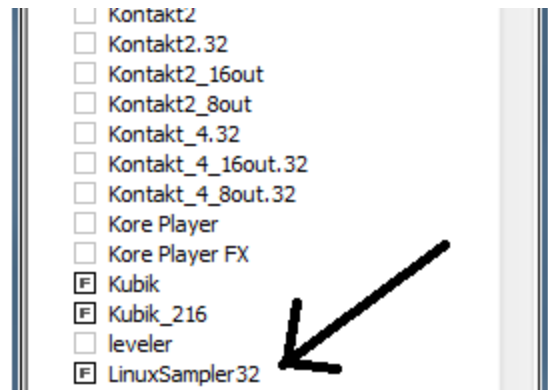 Kontakt2
Kontakt2.32
Kontakt2_16out
Kontakt2_8out
Kontakt_4.32
Kontakt_4_16out.32
Kontakt_4_8out.32
Kore Player
Kore Player FX
F Kubik
F Kubik_216
leveler
F LinuxSampler32